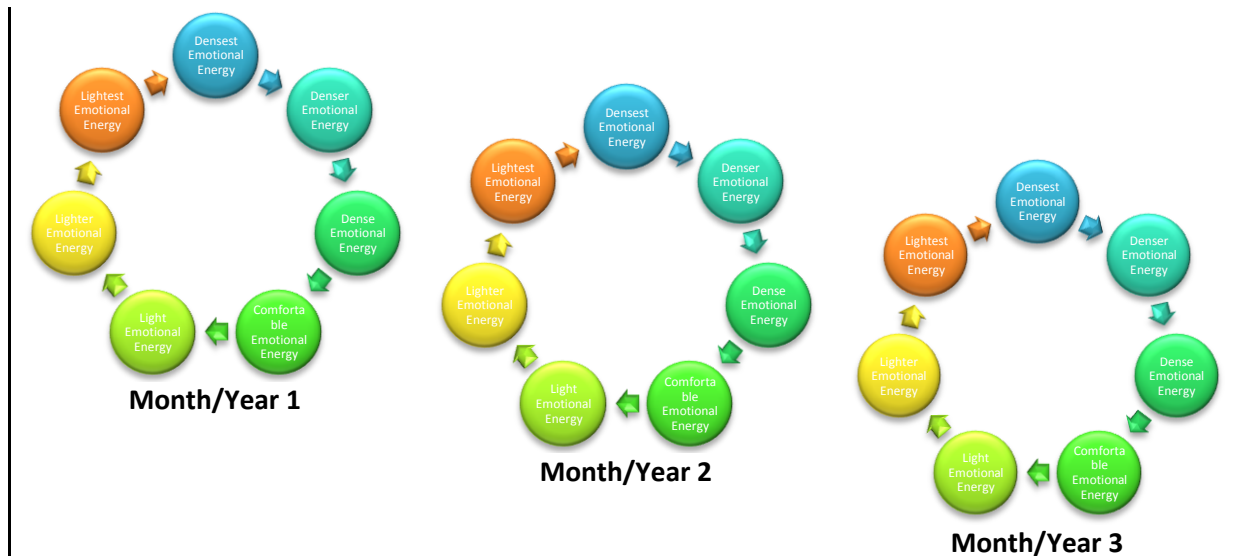 Densest
Emotional
Energy
Denser
Emotional
Energy
Dense
Emotional
Energy
Comforta
ble
Emotional
Energy
Light
Emotional
Energy
Lighter
Emotional
Energy
Lightest
Emotional
Energy
Month/Year 1
Densest
Emotional
Energy
Denser
Emotional
Energy
Dense
Emotional
Energy
Comforta
ble
Emotional
Energy
Light
Emotional
Energy
Lighter
Emotional
Energy
Lightest
Emotional
Energy
Month/Year 2
Densest
Emotional
Energy
Denser
Emotional
Energy
Dense
Emotional
Energy
Comforta
ble
Emotional
Energy
Light
Emotional
Energy
Lighter
Emotional
Energy
Lightest
Emotional
Energy
Month/Year 3